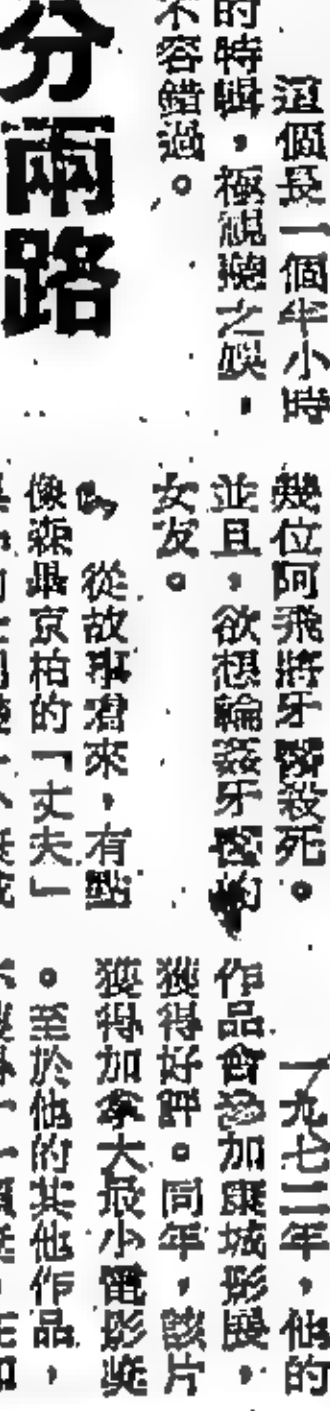 這個長一個半小時
的特輯，極視聽之娛，
不容錯過。
分兩路
幾位阿飛將牙醫殺死。
並且，欲想輪姦牙醫的
女友。
從故事看來，有點
像森畢京柏的「丈夫」
一九七二年，他的
作品曾參加康城影展，
獲得好評。同年，該片
獲得加拿大最小電影獎
。至於他的其他作品，